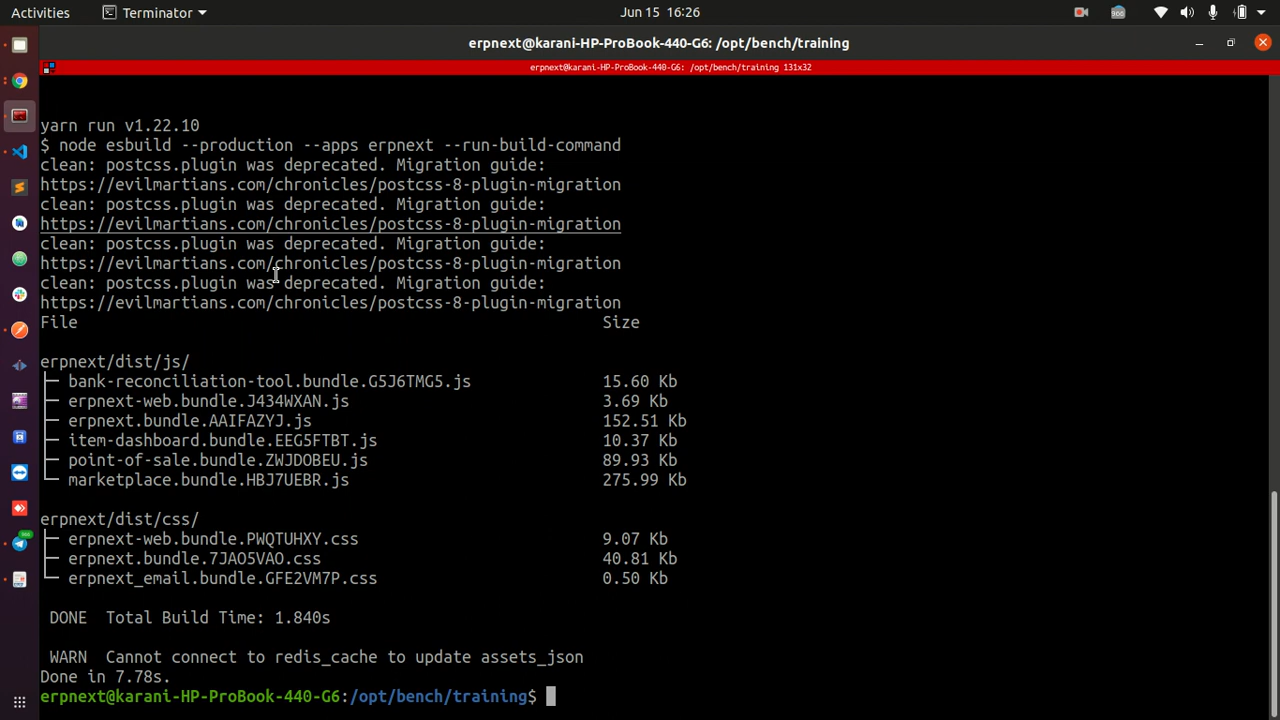 Activities
Terminator
Jun 15 16:26
erpnext@karani-HP-ProBook-440-G6: /opt/bench/training
erpnext@karani-HP-ProBook-440-G6: /opt/bench/training 131x32
yarn run v1.22.10
$ node esbuild --production --apps erpnext --run-build-command
clean: postcss.plugin was deprecated. Migration guide:
https://evilmartians.com/chronicles/postcss-8-plugin-migration
clean: postcss.plugin was deprecated. Migration guide:
https://evilmartians.com/chronicles/postcss-8-plugin-migration
clean: postcss.plugin was deprecated. Migration guide:
https://evilmartians.com/chronicles/postcss-8-plugin-migration
clean: postcss.plugin was deprecated. Migration guide:
https://evilmartians.com/chronicles/postcss-8-plugin-migration
File Size
erpnext/dist/js/
├─ bank-reconciliation-tool.bundle.G5J6TMG5.js 15.60 Kb
├─ erpnext-web.bundle.J434WXAN.js 3.69 Kb
├─ erpnext.bundle.AAIFAZYJ.js 152.51 Kb
├─ item-dashboard.bundle.EEG5FTBT.js 10.37 Kb
├─ point-of-sale.bundle.ZWJDOBEU.js 89.93 Kb
└─ marketplace.bundle.HBJ7UEBR.js 275.99 Kb
erpnext/dist/css/
├─ erpnext-web.bundle.PWQTUHXY.css 9.07 Kb
├─ erpnext.bundle.7JAO5VAO.css 40.81 Kb
└─ erpnext_email.bundle.GFE2VM7P.css 0.50 Kb
DONE Total Build Time: 1.840s
WARN Cannot connect to redis_cache to update assets_json
Done in 7.78s.
erpnext@karani-HP-ProBook-440-G6:/opt/bench/training$